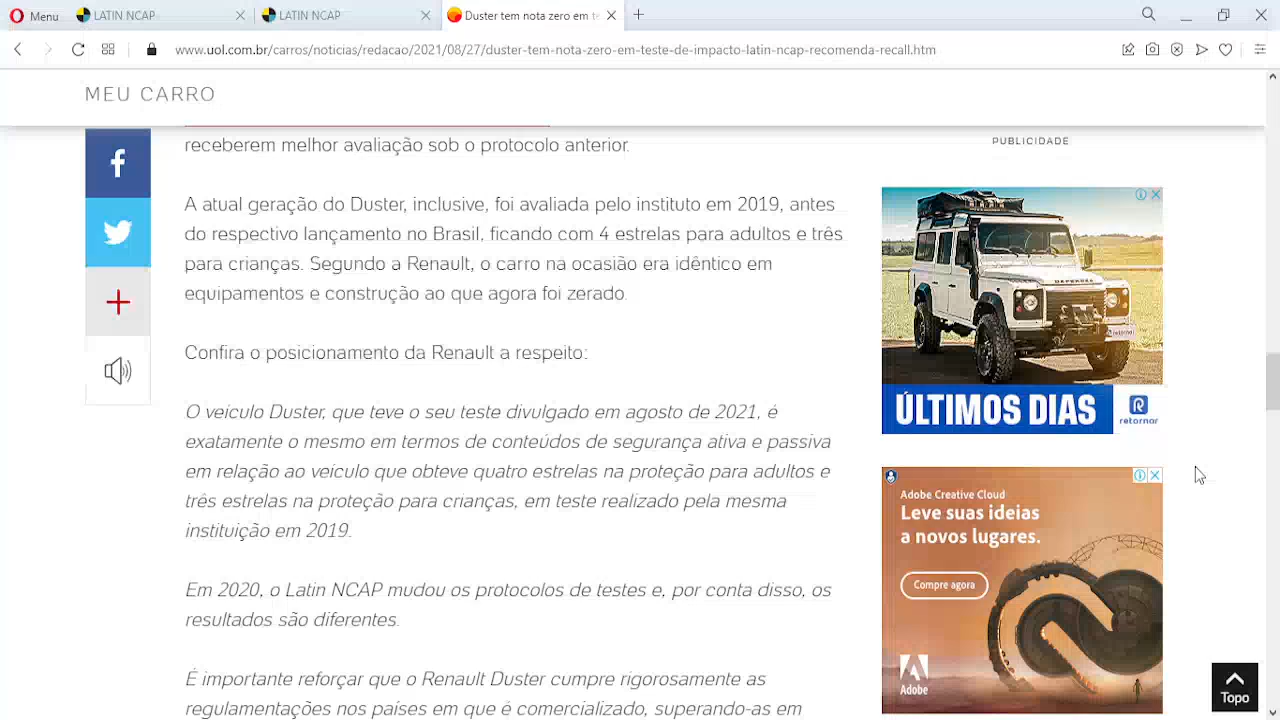 Menu
LATIN NCAP
LATIN NCAP
Duster tem nota zero em te
www.uol.com.br/carros/noticias/redacao/2021/08/27/duster-tem-nota-zero-em-teste-de-impacto-latin-ncap-recomenda-recall.htm
MEU CARRO
receberem melhor avaliação sob o protocolo anterior.
A atual geração do Duster, inclusive, foi avaliada pelo instituto em 2019, antes
do respectivo lançamento no Brasil, ficando com 4 estrelas para adultos e três
para crianças. Segundo a Renault, o carro na ocasião era idêntico em
equipamentos e construção ao que agora foi zerado.
Confira o posicionamento da Renault a respeito:
O veículo Duster, que teve o seu teste divulgado em agosto de 2021, é
exatamente o mesmo em termos de conteúdos de segurança ativa e passiva
em relação ao veículo que obteve quatro estrelas na proteção para adultos e
três estrelas na proteção para crianças, em teste realizado pela mesma
instituição em 2019.
Em 2020 o Latin NCAP mudou os protocolos de testes e, por conta disso, os
resultados são diferentes.
É importante reforçar que o Renault Duster cumpre rigorosamente as
regulamentações nos países em que é comercializado, superando-as em
PUBLICIDADE
DEFENDER
retornar
ÚLTIMOS DIAS
retornar
Adobe Creative Cloud
Leve suas ideias
a novos lugares.
Compre agora
Adobe
Topo